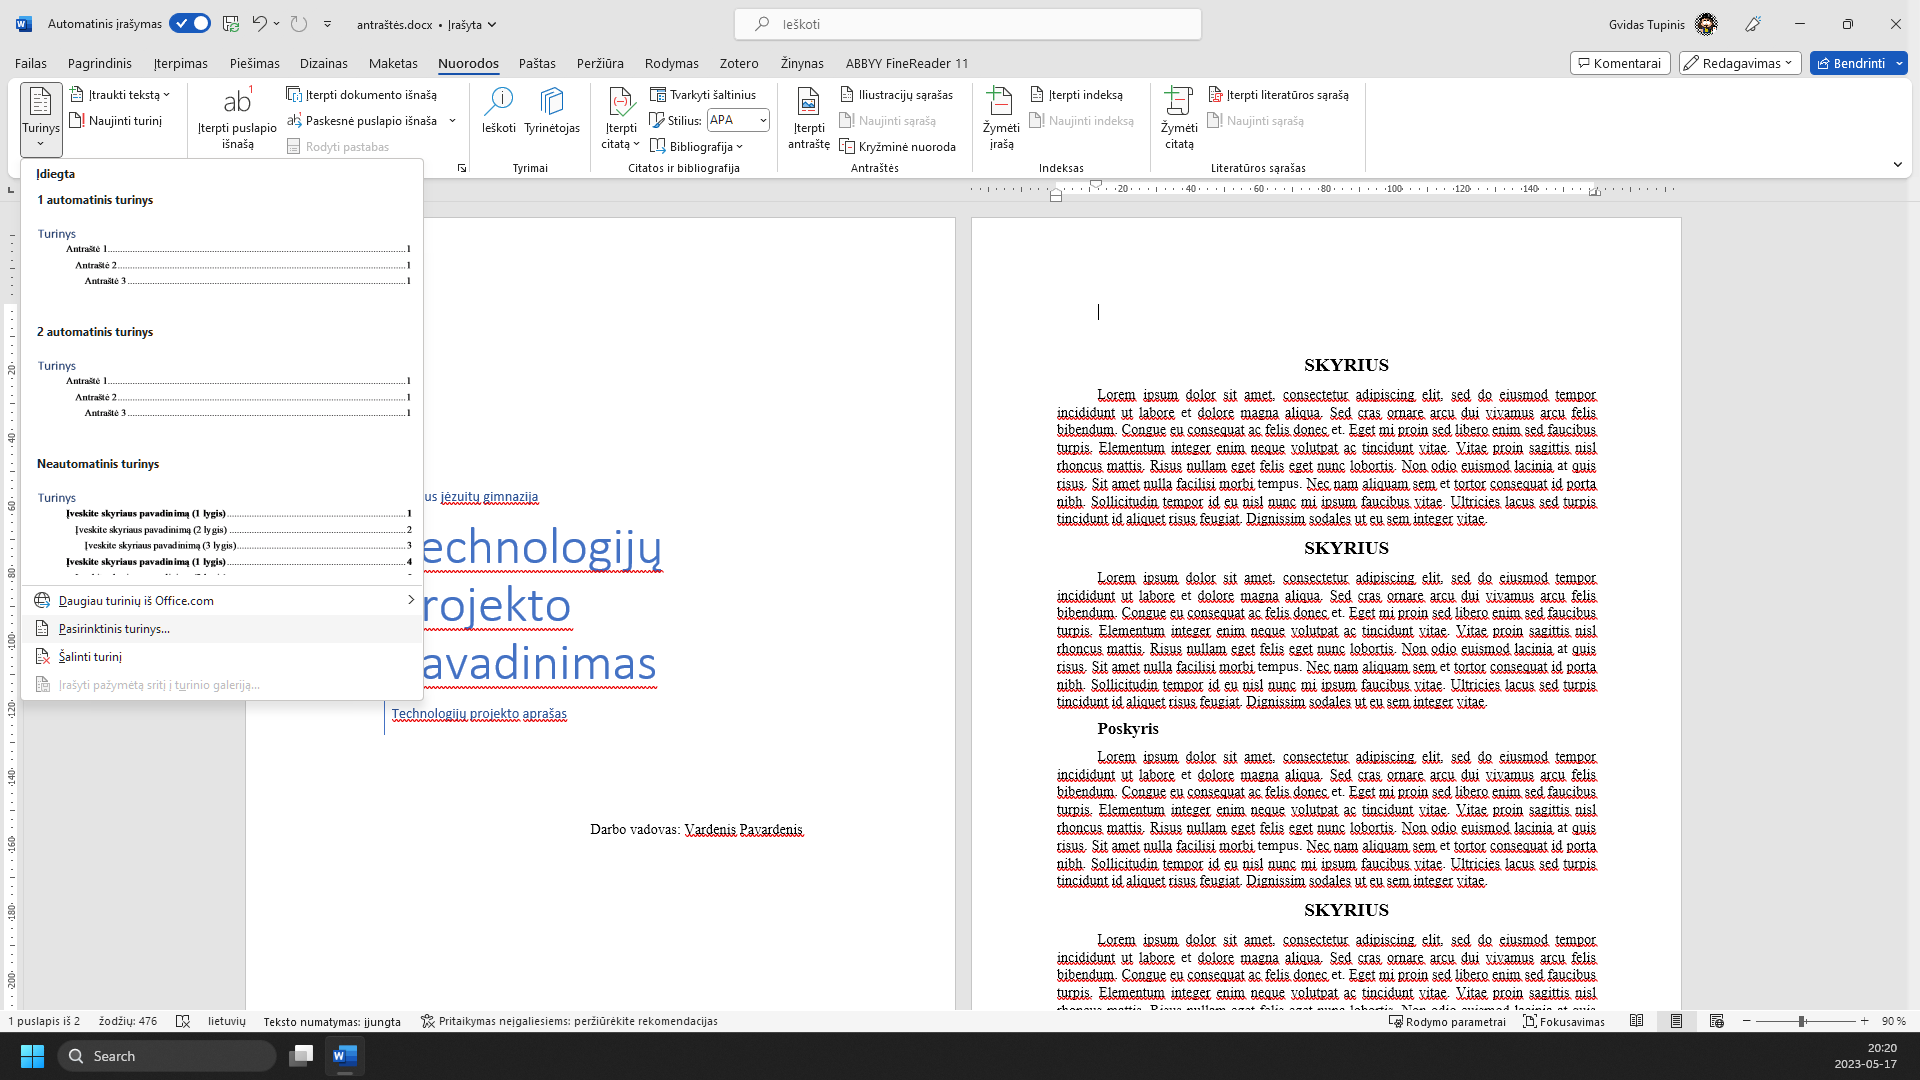 Antraštės įrašymas
antraštės.docx • Įrašyta
Ieškoti
Gvidas Tupinis
Failas
Pagrindinis
Įterpimas
Piešimas
Dizainas
Maketas
Nuorodos
Paštas
Peržiūra
Rodymas
Zotero
Žinynas
ABBYY FineReader 11
Komentarai
Redagavimas
Bendrinti
Turinys
Įtraukti tekstą
Naujinti turinį
ab 1
Įterpti puslapio
išnašą
Įterpti dokumento išnašą
Paskesnė puslapio išnaša
Rodyti pastabas
Ieškoti
Tyrinėtojas
Tyrimai
Įterpti
citatą
Tvarkyti šaltinius
Stilius: APA
Bibliografija
Citatos ir bibliografija
Įterpti
antraštę
Iliustracijų sąrašas
Naujinti sąrašą
Kryžminė nuoroda
Antraštės
Žymėti
įrašą
Įterpti indeksą
Naujinti indeksą
Indeksas
Žymėti
citatą
Įterpti literatūros sąrašą
Naujinti sąrašą
Literatūros sąrašas
Įdiegta
1 automatinis turinys
Turinys
Antraštė 1 1
Antraštė 2 1
Antraštė 3 1
2 automatinis turinys
Turinys
Antraštė 1 1
Antraštė 2 1
Antraštė 3 1
Neautomatinis turinys
Turinys
Įveskite skyriaus pavadinimą (1 lygis) 1
Įveskite skyriaus pavadinimą (2 lygis) 2
Įveskite skyriaus pavadinimą (3 lygis) 3
Įveskite skyriaus pavadinimą (1 lygis) 4
Daugiau turinių iš Office.com
Pasirinktinis turinys...
Šalinti turinį
Įrašyti pažymėtą sritį į turinio galeriją...
us jėzuitų gimnazija
echnologijų
rojekto
avadinimas
Technologijų projekto aprašas
Darbo vadovas: Vardenis Pavardenis
20 40 60 80 100 120 140
SKYRIUS
Lorem ipsum dolor sit amet, consectetur adipiscing elit, sed do eiusmod tempor
incididunt ut labore et dolore magna aliqua. Sed cras ornare arcu dui vivamus arcu felis
bibendum. Congue eu consequat ac felis donec et. Eget mi proin sed libero enim sed faucibus
turpis. Elementum integer enim neque volutpat ac tincidunt vitae. Vitae proin sagittis nisl
rhoncus mattis. Risus nullam eget felis eget nunc lobortis. Non odio euismod lacinia at quis
risus. Sit amet nulla facilisi morbi tempus. Nec nam aliquam sem et tortor consequat id porta
nibh. Sollicitudin tempor id eu nisl nunc mi ipsum faucibus vitae. Ultricies lacus sed turpis
tincidunt id aliquet risus feugiat. Dignissim sodales ut eu sem integer vitae.
SKYRIUS
Lorem ipsum dolor sit amet, consectetur adipiscing elit, sed do eiusmod tempor
incididunt ut labore et dolore magna aliqua. Sed cras ornare arcu dui vivamus arcu felis
bibendum. Congue eu consequat ac felis donec et. Eget mi proin sed libero enim sed faucibus
turpis. Elementum integer enim neque volutpat ac tincidunt vitae. Vitae proin sagittis nisl
rhoncus mattis. Risus nullam eget felis eget nunc lobortis. Non odio euismod lacinia at quis
risus. Sit amet nulla facilisi morbi tempus. Nec nam aliquam sem et tortor consequat id porta
nibh. Sollicitudin tempor id eu nisl nunc mi ipsum faucibus vitae. Ultricies lacus sed turpis
tincidunt id aliquet risus feugiat. Dignissim sodales ut eu sem integer vitae.
Poskyris
Lorem ipsum dolor sit amet, consectetur adipiscing elit, sed do eiusmod tempor
incididunt ut labore et dolore magna aliqua. Sed cras ornare arcu dui vivamus arcu felis
bibendum. Congue eu consequat ac felis donec et. Eget mi proin sed libero enim sed faucibus
turpis. Elementum integer enim neque volutpat ac tincidunt vitae. Vitae proin sagittis nisl
rhoncus mattis. Risus nullam eget felis eget nunc lobortis. Non odio euismod lacinia at quis
risus. Sit amet nulla facilisi morbi tempus. Nec nam aliquam sem et tortor consequat id porta
nibh. Sollicitudin tempor id eu nisl nunc mi ipsum faucibus vitae. Ultricies lacus sed turpis
tincidunt id aliquet risus feugiat. Dignissim sodales ut eu sem integer vitae.
SKYRIUS
Lorem ipsum dolor sit amet, consectetur adipiscing elit, sed do eiusmod tempor
incididunt ut labore et dolore magna aliqua. Sed cras ornare arcu dui vivamus arcu felis
bibendum. Congue eu consequat ac felis donec et. Eget mi proin sed libero enim sed faucibus
turpis. Elementum integer enim neque volutpat ac tincidunt vitae. Vitae proin sagittis nisl
20 40 60 80 100 120 140 160 180 200
1 puslapis iš 2
žodžių: 476
lietuvių
Teksto numatymas: įjungta
Pritaikymas neįgaliesiems: peržiūrėkite rekomendacijas
Rodymo parametrai
Fokusavimas
90 %
Search
20:20
2023-05-17